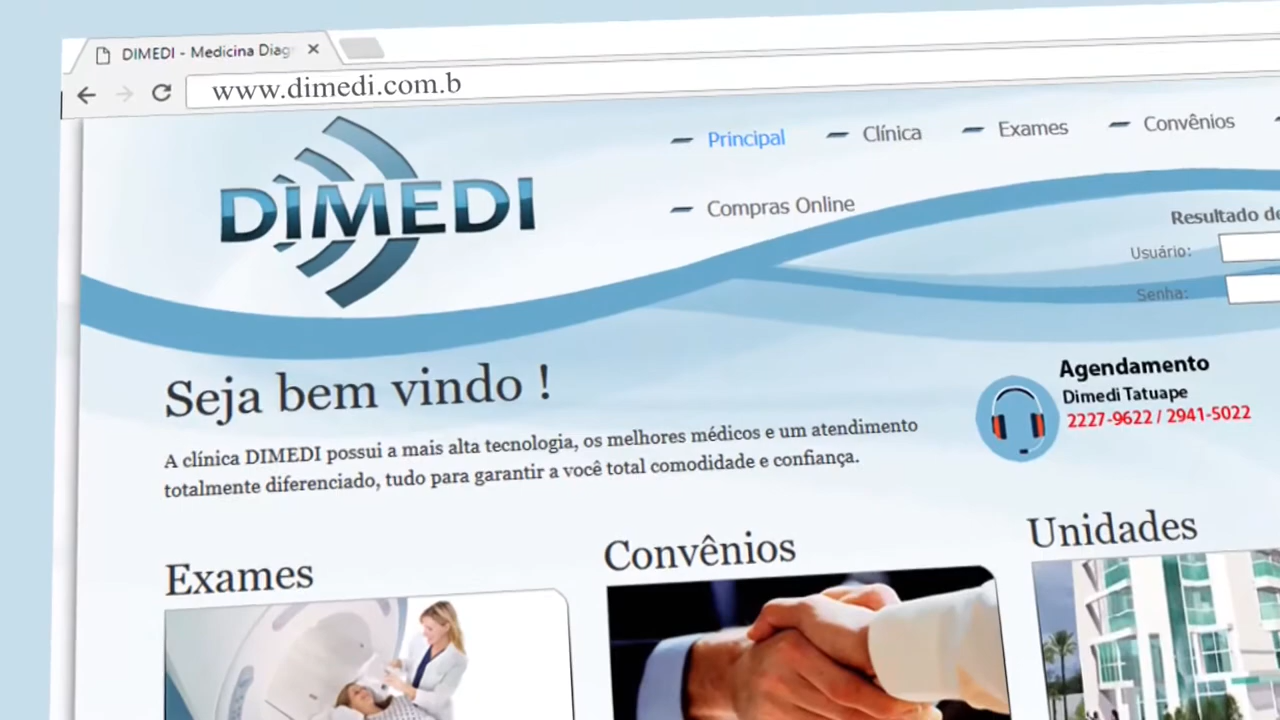 DIMEDI - Medicina Diag
www.dimedi.com.b
DIMEDI
Principal
Clínica
Exames
Convênios
Compras Online
Resultado de
Usuário:
Senha:
Seja bem vindo !
A clínica DIMEDI possui a mais alta tecnologia, os melhores médicos e um atendimento
totalmente diferenciado, tudo para garantir a você total comodidade e confiança.
Agendamento
Dimedi Tatuape
2227-9622 / 2941-5022
Exames
Convênios
Unidades